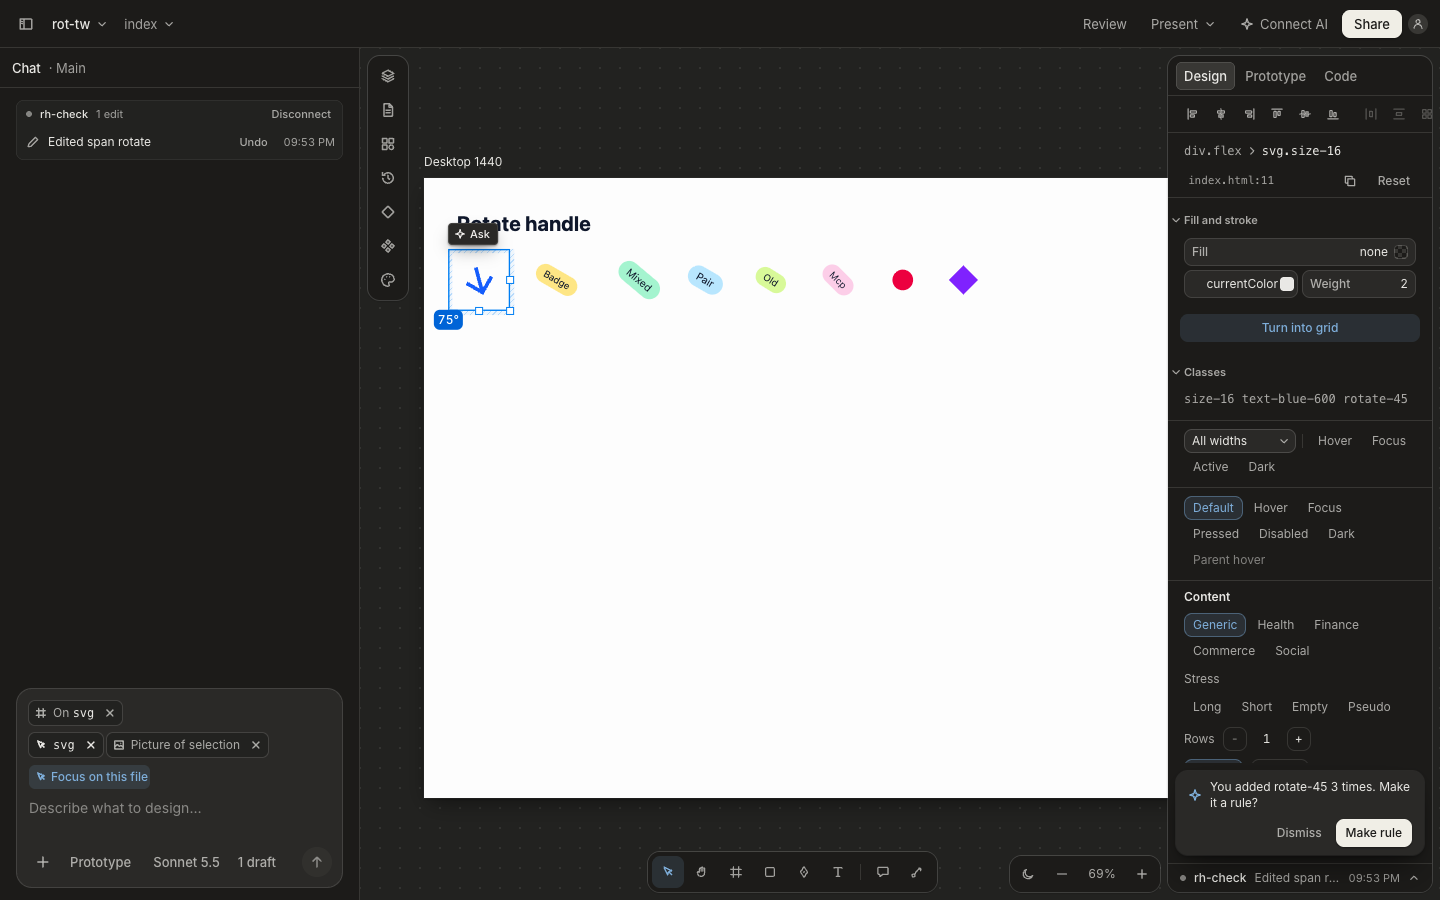 rot-tw
index
Review
Present
Connect AI
Share
Chat · Main
rh-check 1 edit Disconnect
Edited span rotate Undo 09:53 PM
On svg
svg Picture of selection
Focus on this file
Describe what to design...
Prototype Sonnet 5.5 1 draft
Desktop 1440
Rotate handle
Ask
Badge
Mixed
Pair
Old
Mcp
75°
69%
Design Prototype Code
div.flex > svg.size-16
index.html:11 Reset
Fill and stroke
Fill none
currentColor Weight 2
Turn into grid
Classes
size-16 text-blue-600 rotate-45
All widths Hover Focus
Active Dark
Default Hover Focus
Pressed Disabled Dark
Parent hover
Content
Generic Health Finance
Commerce Social
Stress
Long Short Empty Pseudo
Rows - 1 +
You added rotate-45 3 times. Make
it a rule?
Dismiss Make rule
rh-check Edited span r... 09:53 PM